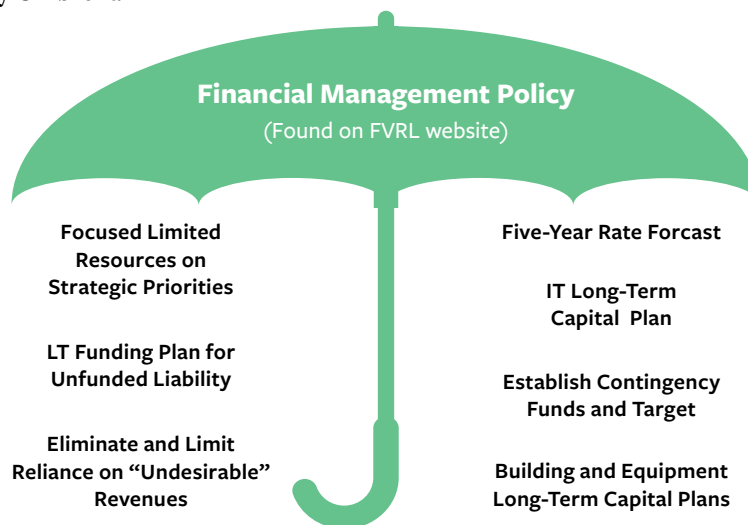 Financial Management Policy
(Found on FVRL website)
Focused Limited
Resources on
Strategic Priorities
LT Funding Plan for
Unfunded Liability
Eliminate and Limit
Reliance on “Undesirable”
Revenues
Five-Year Rate Forcast
IT Long-Term
Capital Plan
Establish Contingency
Funds and Target
Building and Equipment
Long-Term Capital Plans